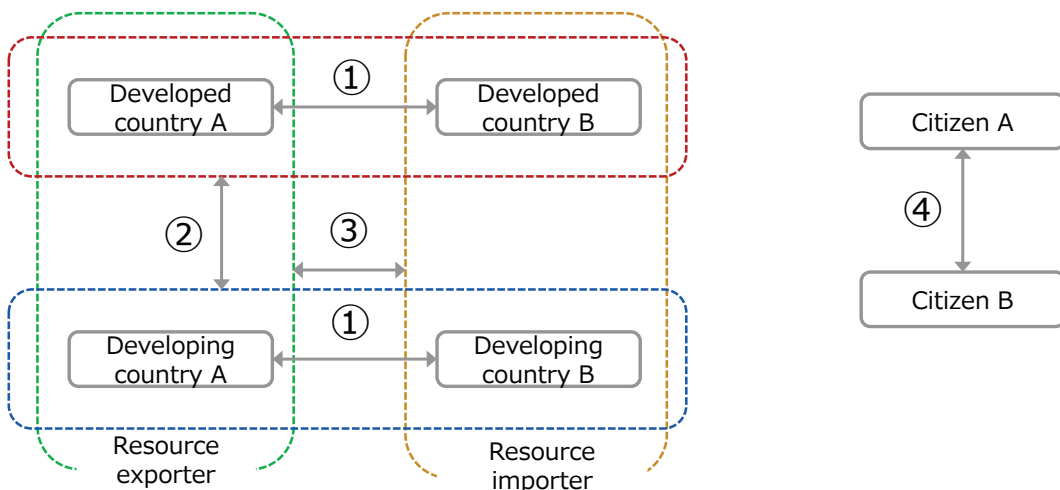 ①
Developed
country A
Developed
country B
②
③
①
Developing
country A
Developing
country B
Resource
exporter
Resource
importer
Citizen A
④
Citizen B